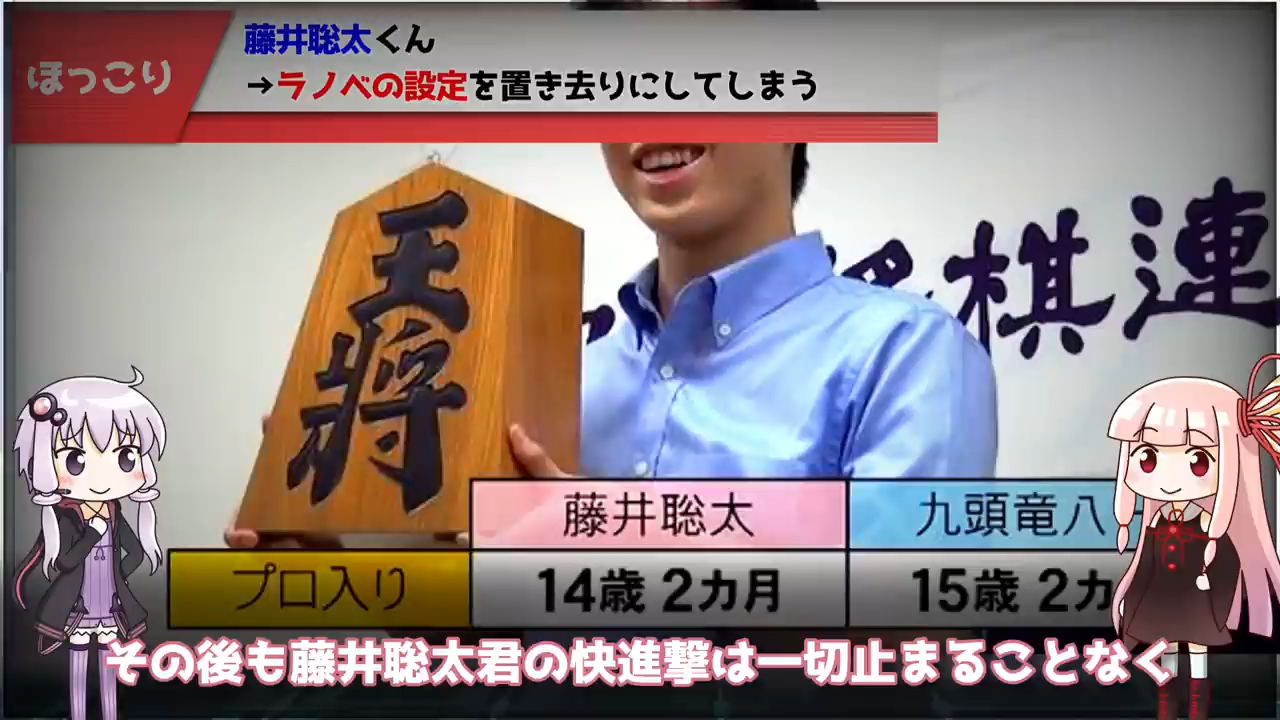 ほっこり
藤井聡太くん
→ラノベの設定を置き去りにしてしまう
王将
棋連
藤井聡太
九頭竜八一
プロ入り
14歳 2カ月
15歳 2カ
その後も藤井聡太君の快進撃は一切止まることなく